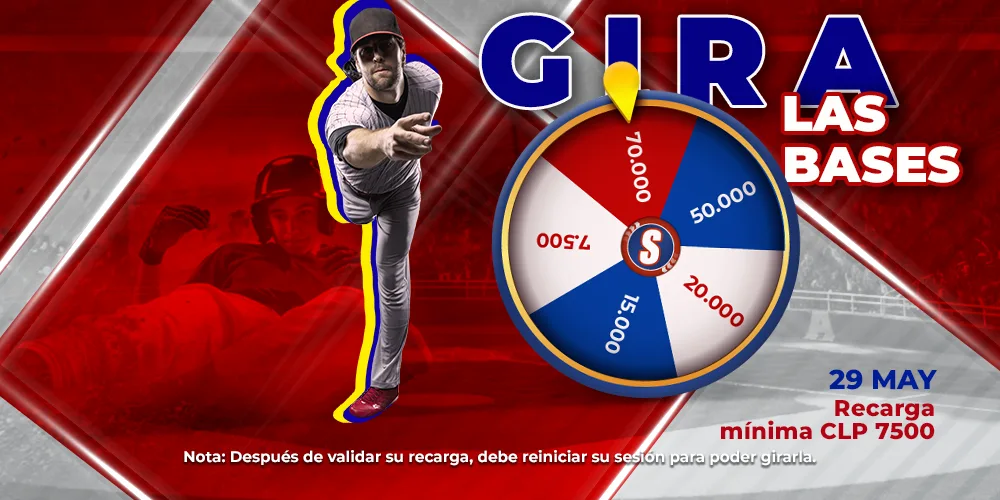 GIRA
LAS
BASES
70.000
50.000
20.000
15.000
7.500
S
29 MAY
Recarga
mínima CLP 7500
Nota: Después de validar su recarga, debe reiniciar su sesión para poder girarla.